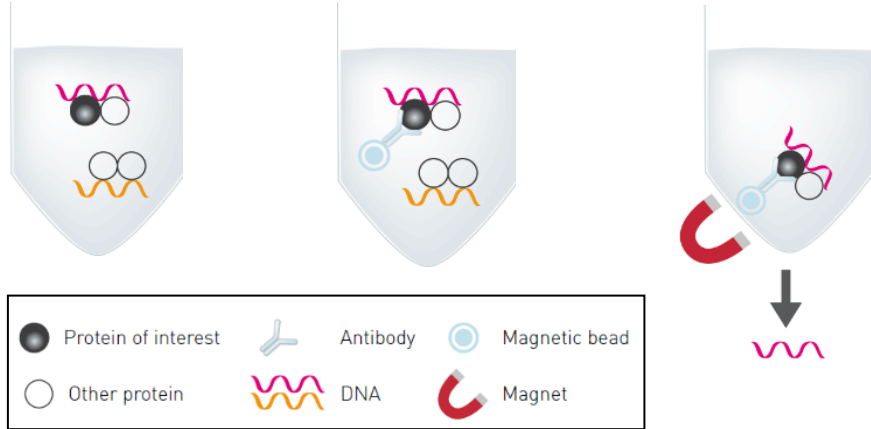 Protein of interest
Antibody
Magnetic bead
Other protein
DNA
Magnet